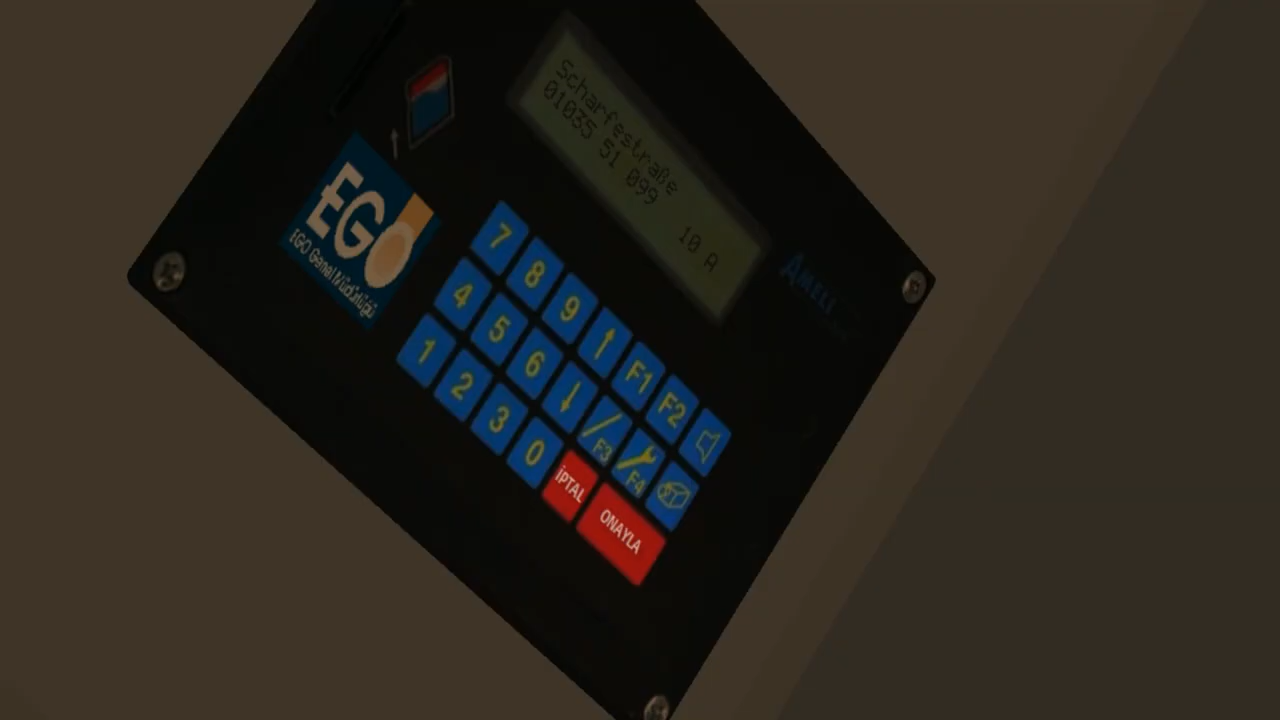 Scharfestraße
01035 51 099
10 A
AMELI
EGO
EGO Genel Müdürlüğü
7 8 9 ↑ F1 F2
4 5 6 ↓ F3 F4
1 2 3 0 İPTAL ONAYLA